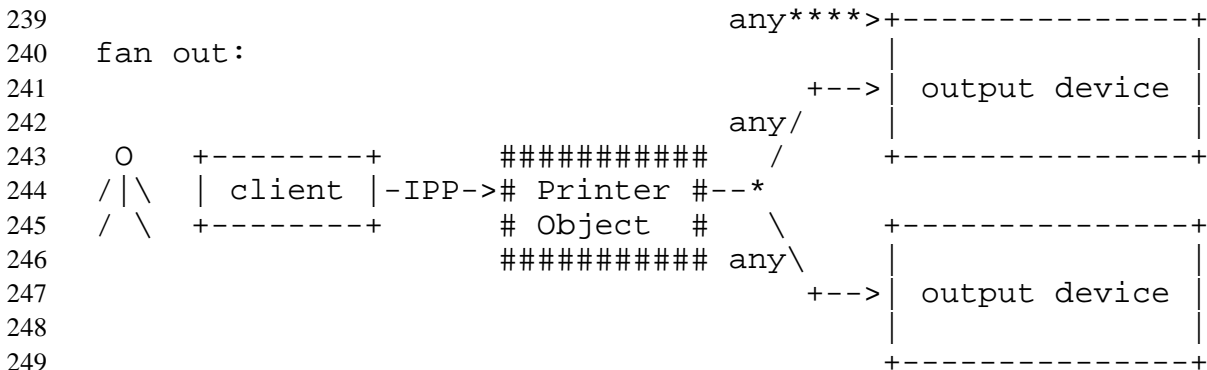 239                                        any****>+---------------+
240   fan out:                                     |               |
241                                            +-->| output device |
242                                        any/    |               |
243    O   +--------+      ###########   /     +---------------+
244   /|\  | client |-IPP-># Printer #--*
245   / \  +--------+      # Object  #   \     +---------------+
246                        ########### any\    |               |
247                                        +-->| output device |
248                                            |               |
249                                            +---------------+